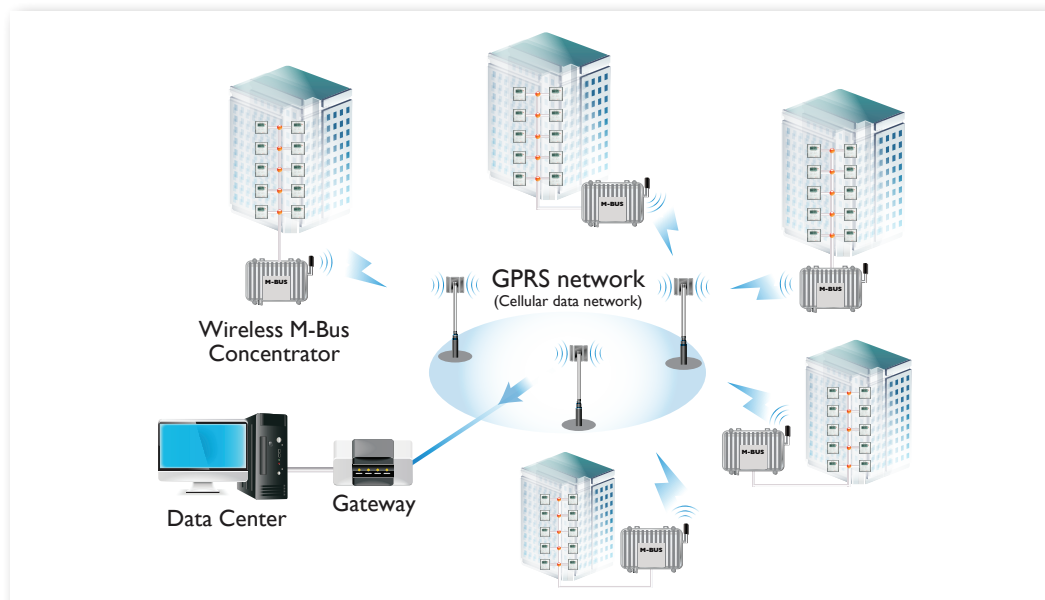 M-BUS
M-BUS
M-BUS
GPRS network
(Cellular data network)
Wireless M-Bus
Concentrator
M-BUS
Data Center
Gateway
M-BUS